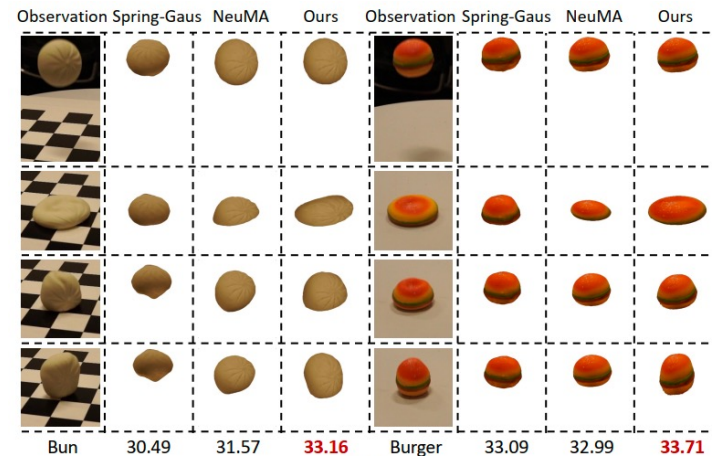 Observation Spring-Gaus NeuMA Ours Observation Spring-Gaus NeuMA Ours
Bun 30.49 31.57 33.16 Burger 33.09 32.99 33.71